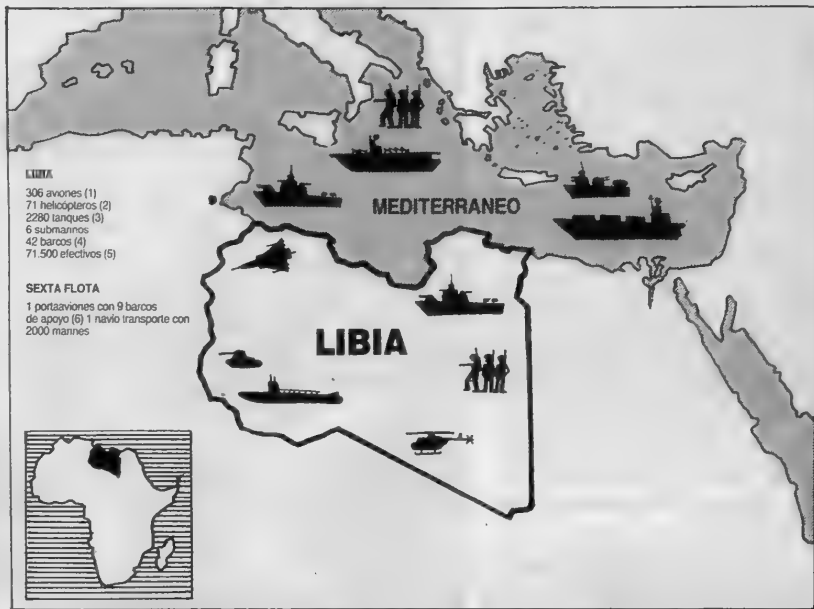 LIBIA
306 aviones (1)
71 helicópteros (2)
2280 tanques (3)
6 submarinos
42 barcos (4)
71.500 efectivos (5)
SEXTA FLOTA
1 portaaviones con 9 barcos
de apoyo (6) 1 navío transporte con
2000 marines
MEDITERRANEO
LIBIA